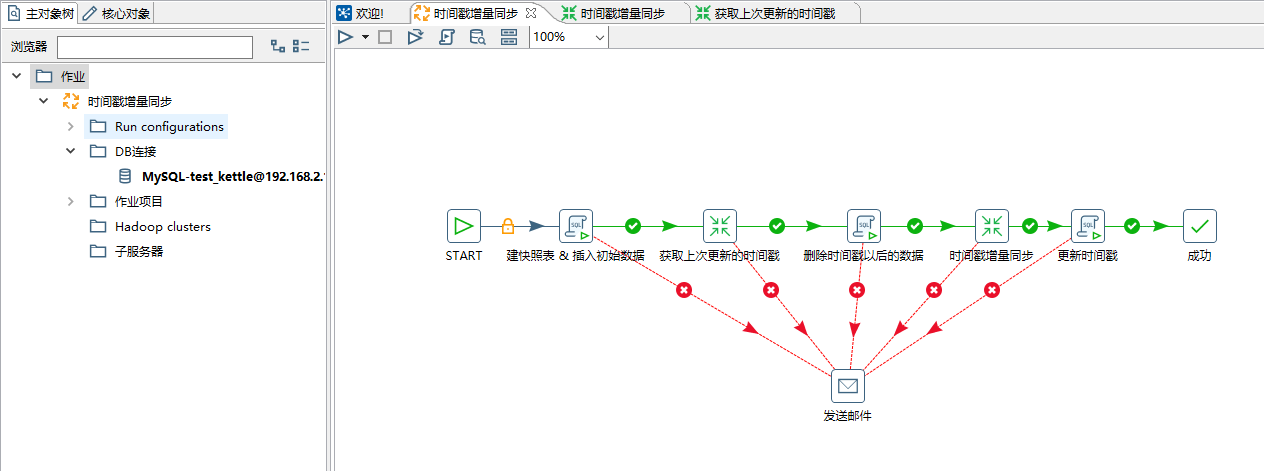 主对象树 核心对象
欢迎! 时间戳增量同步 时间戳增量同步 获取上次更新的时间戳
浏览器
100%
作业
时间戳增量同步
Run configurations
DB连接
MySQL-test_kettle@192.168.2.
作业项目
Hadoop clusters
子服务器
SQL SQL SQL
START 建快照表 & 插入初始数据 获取上次更新的时间戳 删除时间戳以后的数据 时间戳增量同步 更新时间戳 成功
发送邮件